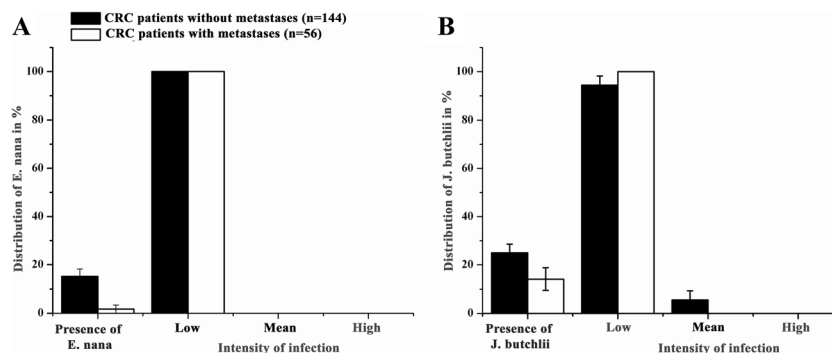 A
CRC patients without metastases (n=144)
CRC patients with metastases (n=56)
B
Distribution of E. nana in %
100
80
60
40
20
0
Presence of
E. nana
Low
Mean
High
Intensity of infection
Distribution of J. butchlii in %
100
80
60
40
20
0
Presence of
J. butchlii
Low
Mean
High
Intensity of infection